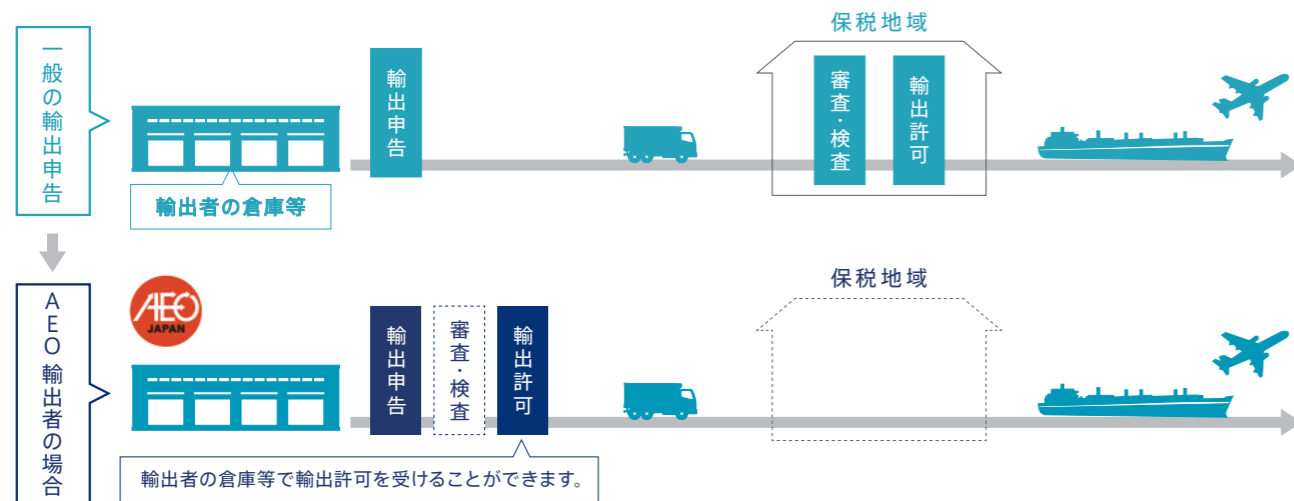 一般の輸出申告
輸出申告
保税地域
審査・検査
輸出許可
輸出者の倉庫等
AEO輸出者の場合
AEO
JAPAN
輸出申告
審査・検査
輸出許可
保税地域
輸出者の倉庫等で輸出許可を受けることができます。